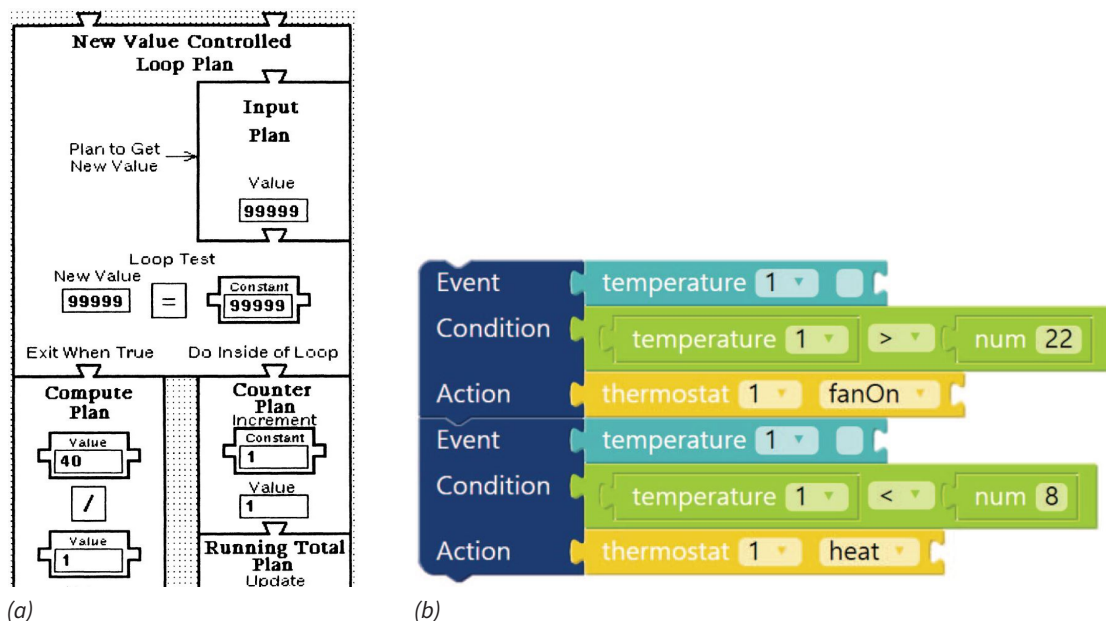 New Value Controlled
Loop Plan
Input
Plan
Plan to Get
New Value
Value
99999
Loop Test
New Value
99999
=
Constant
99999
Exit When True
Do Inside of Loop
Compute
Plan
Value
40
/
Value
1
Counter
Plan
Increment
Constant
1
Value
1
Running Total
Plan
Update
(a)
Event temperature 1
Condition temperature 1 > num 22
Action thermostat 1 fanOn
Event temperature 1
Condition temperature 1 < num 8
Action thermostat 1 heat
(b)